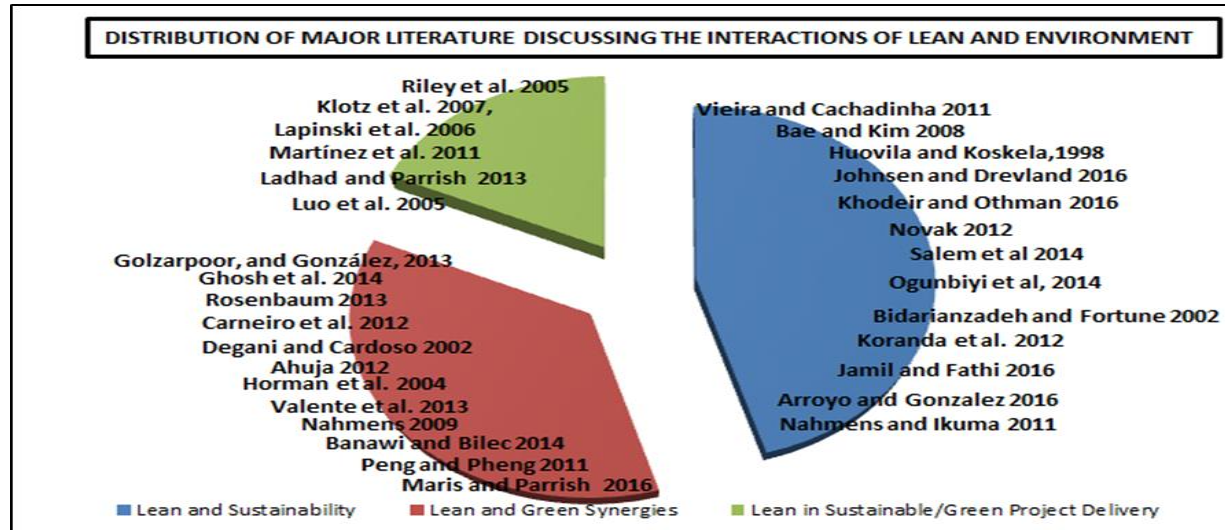 DISTRIBUTION OF MAJOR LITERATURE DISCUSSING THE INTERACTIONS OF LEAN AND ENVIRONMENT
Riley et al. 2005
Klotz et al. 2007,
Lapinski et al. 2006
Martínez et al. 2011
Ladhad and Parrish 2013
Luo et al. 2005
Golzarpoor, and González, 2013
Ghosh et al. 2014
Rosenbaum 2013
Carneiro et al. 2012
Degani and Cardoso 2002
Ahuja 2012
Horman et al. 2004
Valente et al. 2013
Nahmens 2009
Banawi and Bilec 2014
Peng and Pheng 2011
Maris and Parrish 2016
Vieira and Cachadinha 2011
Bae and Kim 2008
Huovila and Koskela,1998
Johnsen and Drevland 2016
Khodeir and Othman 2016
Novak 2012
Salem et al 2014
Ogunbiyi et al, 2014
Bidarianzadeh and Fortune 2002
Koranda et al. 2012
Jamil and Fathi 2016
Arroyo and Gonzalez 2016
Nahmens and Ikuma 2011
Lean and Sustainability
Lean and Green Synergies
Lean in Sustainable/Green Project Delivery